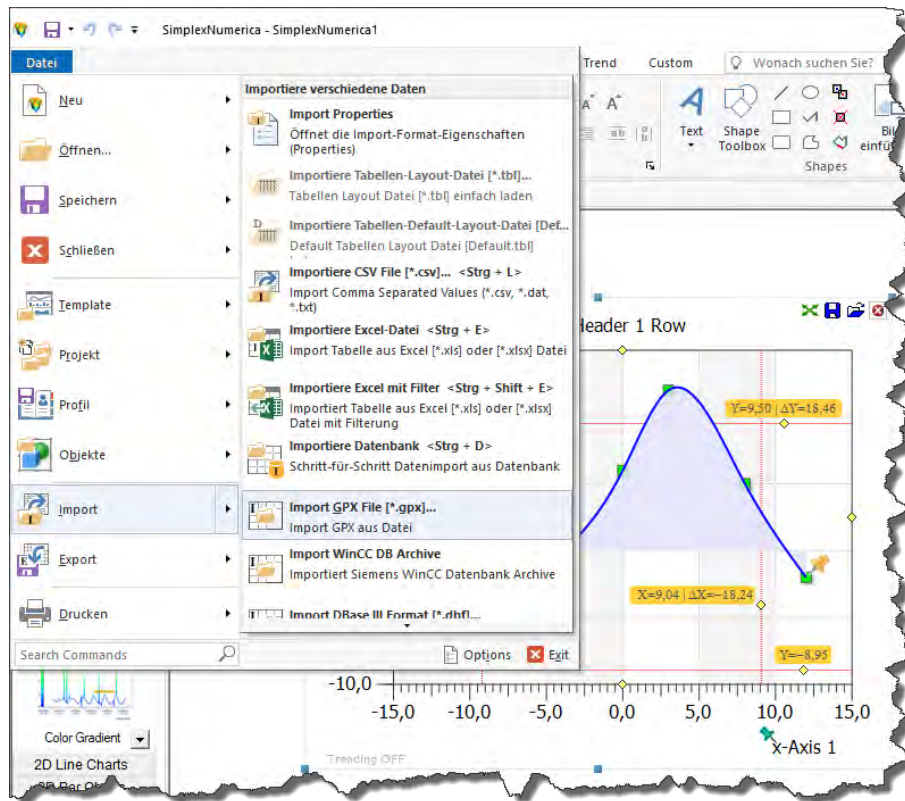 SimplexNumerica - SimplexNumerica1
Datei
Trend
Custom
Wonach suchen Sie?
Neu
Öffnen...
Speichern
Schließen
Template
Projekt
Profil
Objekte
Import
Export
Drucken
Importiere verschiedene Daten
Import Properties
Öffnet die Import-Format-Eigenschaften
(Properties)
Importiere Tabellen-Layout-Datei [*.tbl]...
Tabellen Layout Datei [*.tbl] einfach laden
Importiere Tabellen-Default-Layout-Datei [Def...
Default Tabellen Layout Datei [Default.tbl]
Importiere CSV File [*.csv]... <Strg + L>
Import Comma Separated Values (*.csv, *.dat,
*.txt)
Importiere Excel-Datei <Strg + E>
Import Tabelle aus Excel [*.xls] oder [*.xlsx] Datei
Importiere Excel mit Filter <Strg + Shift + E>
Importiert Tabelle aus Excel [*.xls] oder [*.xlsx]
Datei mit Filterung
Importiere Datenbank <Strg + D>
Schritt-für-Schritt Datenimport aus Datenbank
Import GPX File [*.gpx]...
Import GPX aus Datei
Import WinCC DB Archive
Importiert Siemens WinCC Datenbank Archive
Import DBase III Format [*.dbf]...
Search Commands
Options
Exit
A A
ab
Text
Shape
Toolbox
Shapes
Header 1 Row
Y=9,50 | ΔY=18,46
X=9,04 | ΔX=−18,24
Y=−8,95
-10,0
-15,0 -10,0 -5,0 0,0 5,0 10,0 15,0
x-Axis 1
Trending OFF
Color Gradient
2D Line Charts